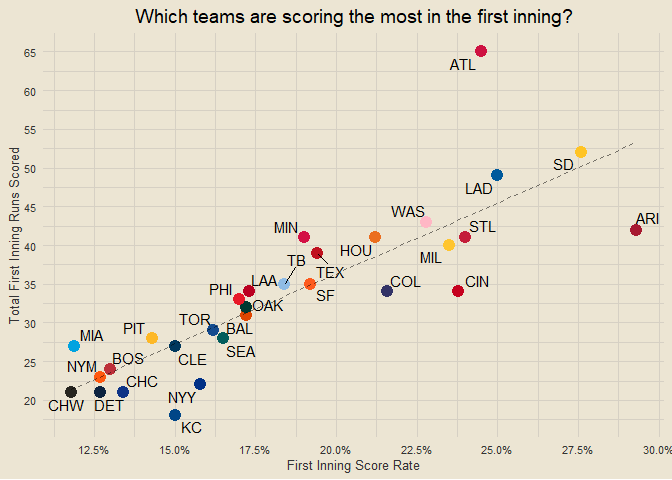 Which teams are scoring the most in the first inning?
65
ATL
60
55
SD
50
LAD
45
WAS
ARI
MIN
STL
40
HOU
MIL
TB
TEX
35
LAA
COL
CIN
PHI
SF
OAK
30
TOR
BAL
PIT
MIA
SEA
CLE
25
BOS
NYM
CHC
NYY
CHW
DET
20
KC
12.5%
15.0%
17.5%
20.0%
22.5%
25.0%
27.5%
30.0%
First Inning Score Rate
Total First Inning Runs Scored